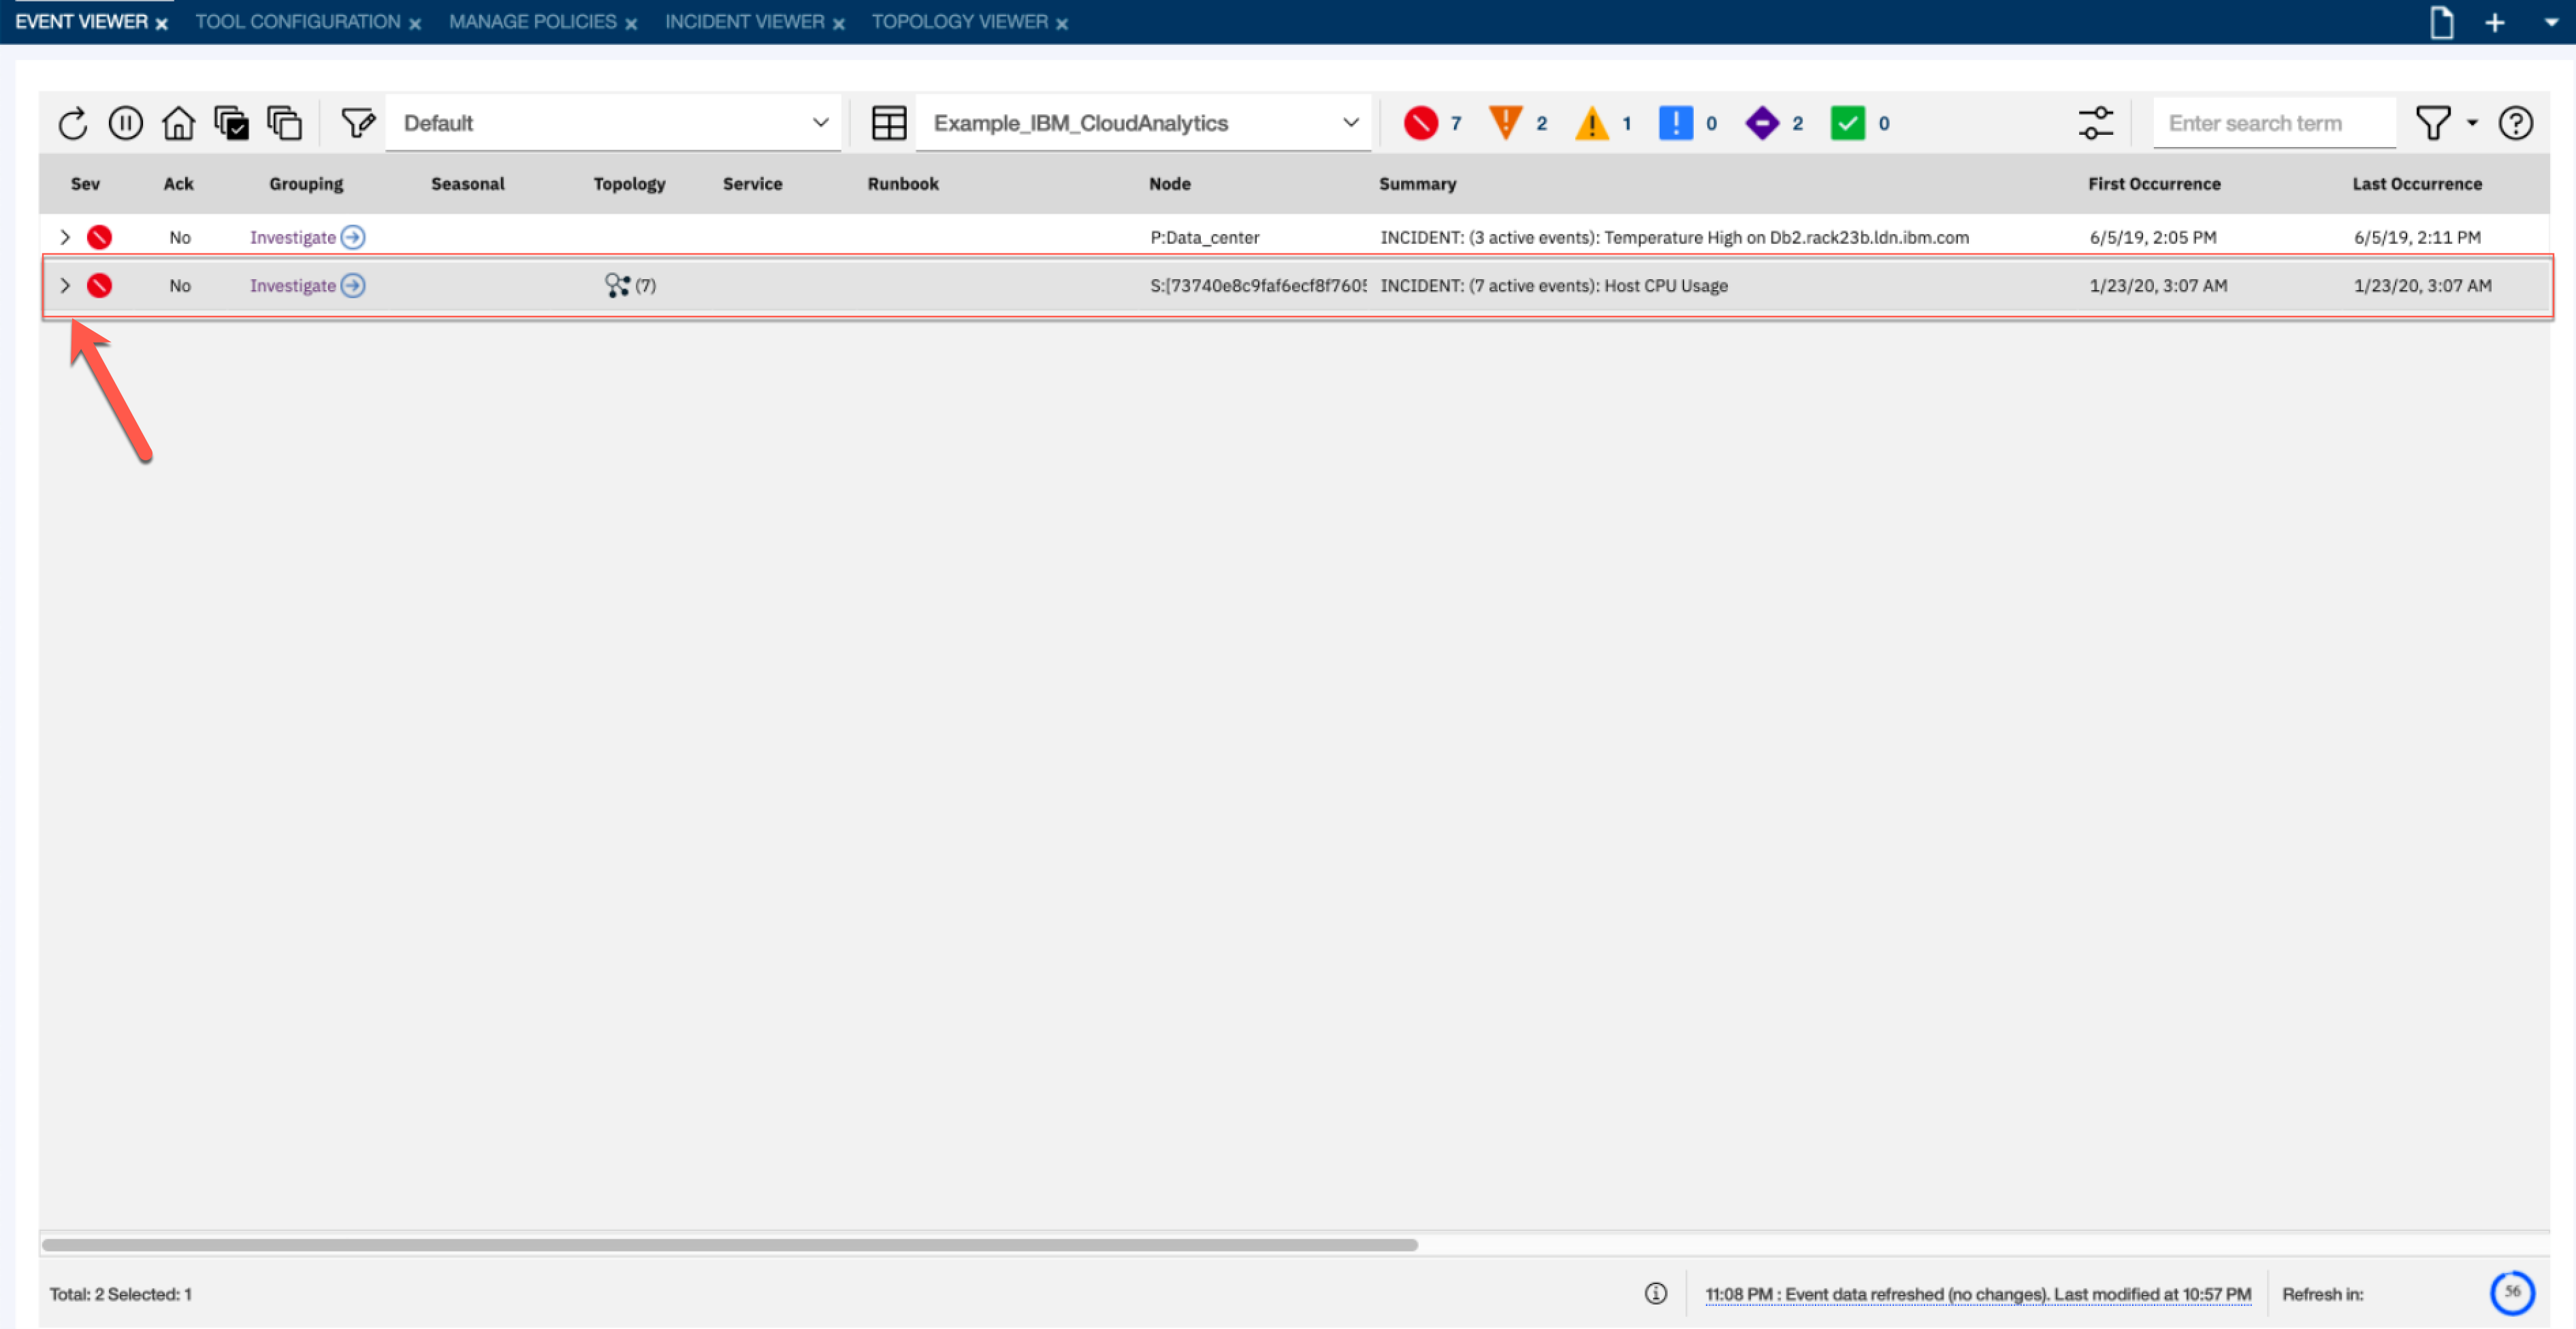 EVENT VIEWER TOOL CONFIGURATION MANAGE POLICIES INCIDENT VIEWER TOPOLOGY VIEWER
Default Example_IBM_CloudAnalytics 7 2 1 0 2 0 Enter search term
Sev Ack Grouping Seasonal Topology Service Runbook Node Summary First Occurrence Last Occurrence
No Investigate P:Data_center INCIDENT: (3 active events): Temperature High on Db2.rack23b.ldn.ibm.com 6/5/19, 2:05 PM 6/5/19, 2:11 PM
No Investigate (7) S:[73740e8c9faf6ecf8f7605 INCIDENT: (7 active events): Host CPU Usage 1/23/20, 3:07 AM 1/23/20, 3:07 AM
Total: 2 Selected: 1 11:08 PM : Event data refreshed (no changes). Last modified at 10:57 PM Refresh in: 56